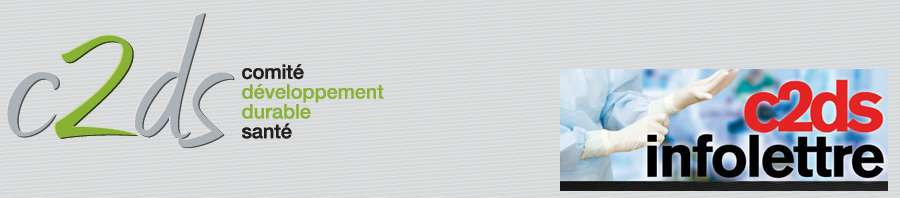 c2ds
comité
développement
durable
santé
c2ds
infolettre